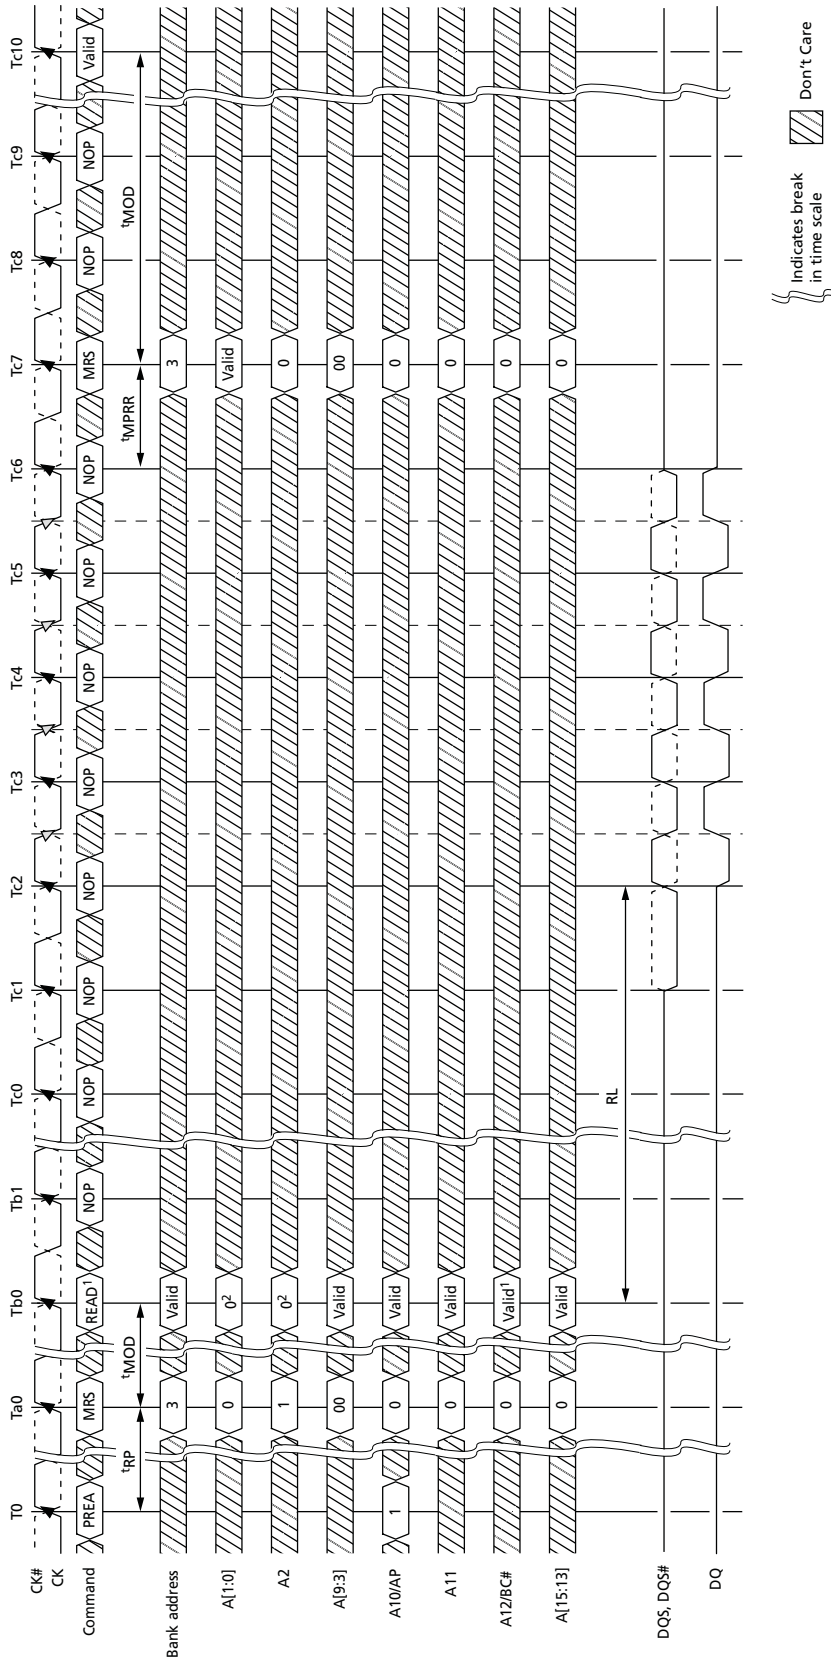 T0 Ta0 Tb0 Tb1 Tc0 Tc1 Tc2 Tc3 Tc4 Tc5 Tc6 Tc7 Tc8 Tc9 Tc10
CK#
CK
Command PREA MRS READ¹ NOP NOP NOP NOP NOP NOP NOP NOP MRS NOP NOP Valid
tRP tMOD tMPRR tMOD
Bank address 3 Valid 3
A[1:0] 0 0² Valid
A2 1 0² 0
A[9:3] 00 Valid 00
A10/AP 1 0 Valid 0
A11 0 Valid 0
A12/BC# 0 Valid¹ 0
A[15:13] 0 Valid 0
RL
DQS, DQS#
DQ
Indicates break
in time scale
Don't Care